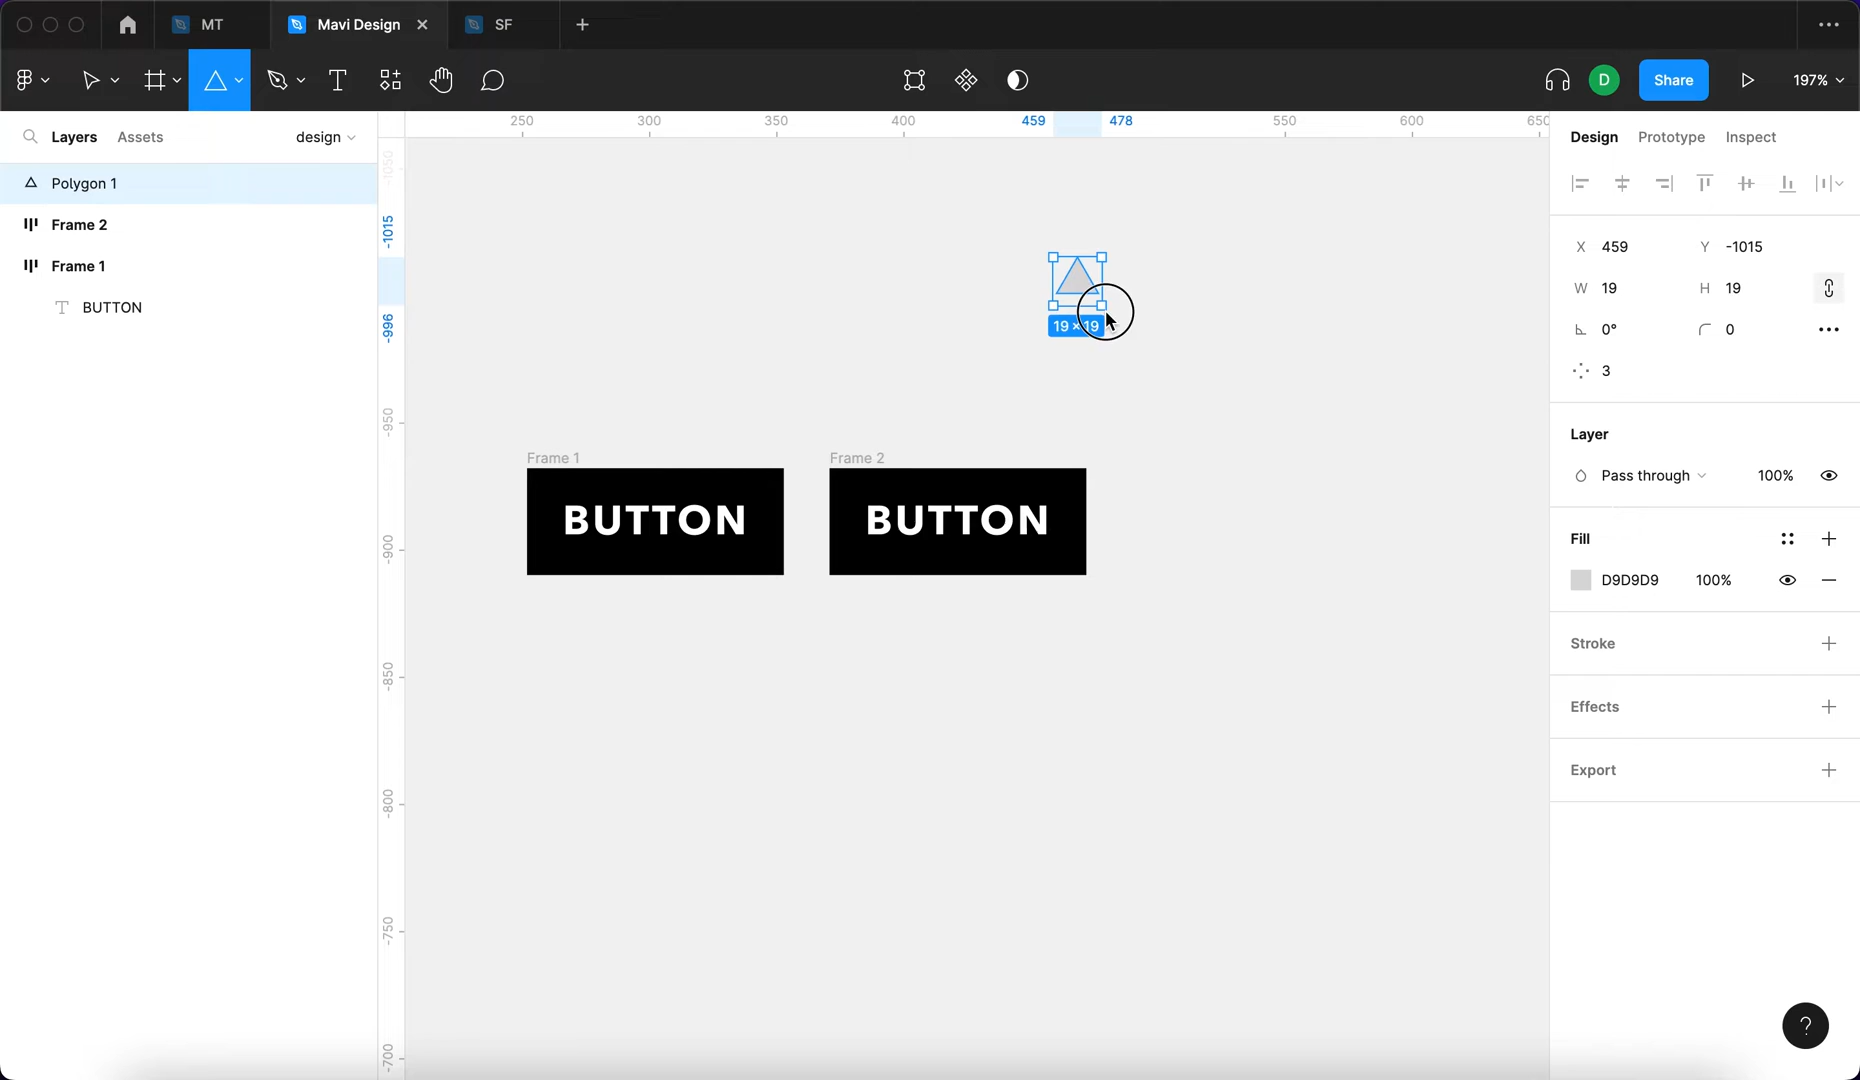 MT
Mavi Design
SF
D
Share
197%
Layers
Assets
design
250
300
350
400
459
478
550
600
650
Design
Prototype
Inspect
Polygon 1
Frame 2
Frame 1
BUTTON
-1050
-1015
-996
-950
-900
-850
-800
-750
-700
19 × 19
Frame 1
Frame 2
BUTTON
BUTTON
X 459
Y -1015
W 19
H 19
0°
0
3
Layer
Pass through
100%
Fill
D9D9D9
100%
Stroke
Effects
Export
?